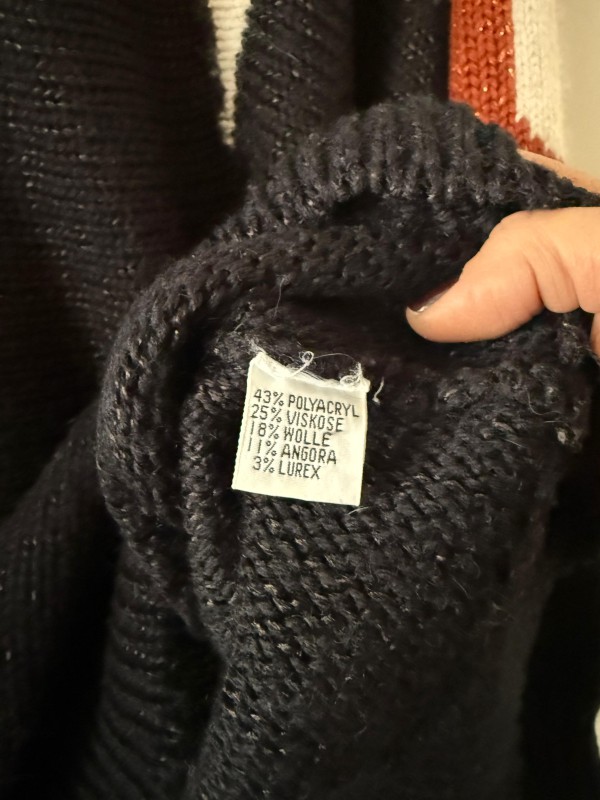 43% POLYACRYL
25% VISKOSE
18% WOLLE
11% ANGORA
3% LUREX